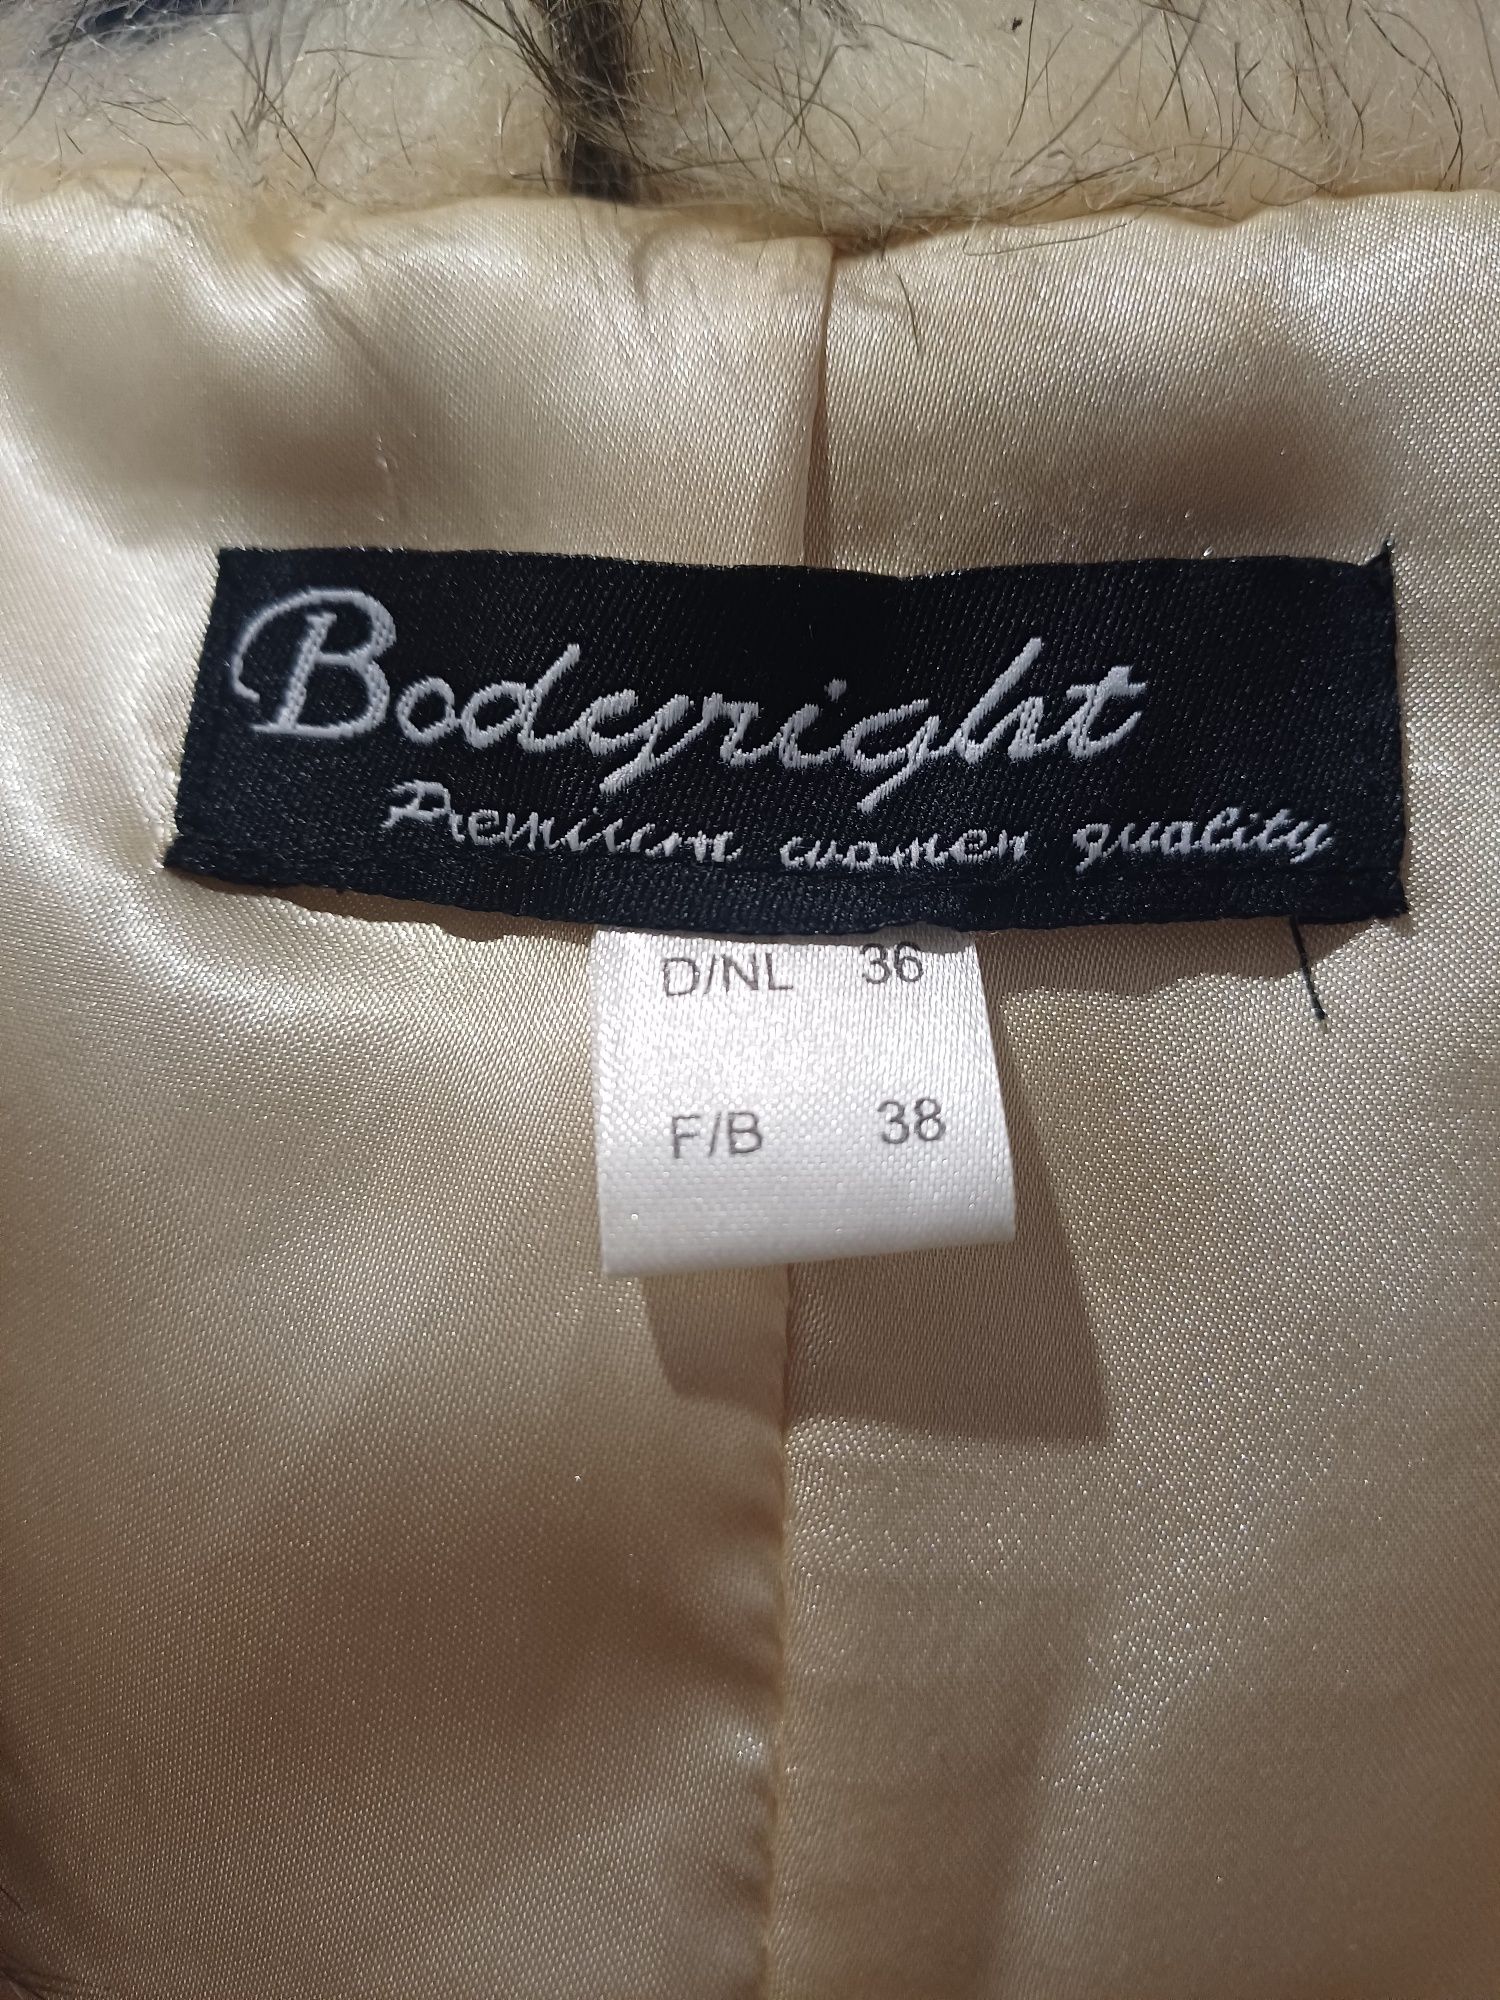 Bodyright
Premium women quality
D/NL 36
F/B 38